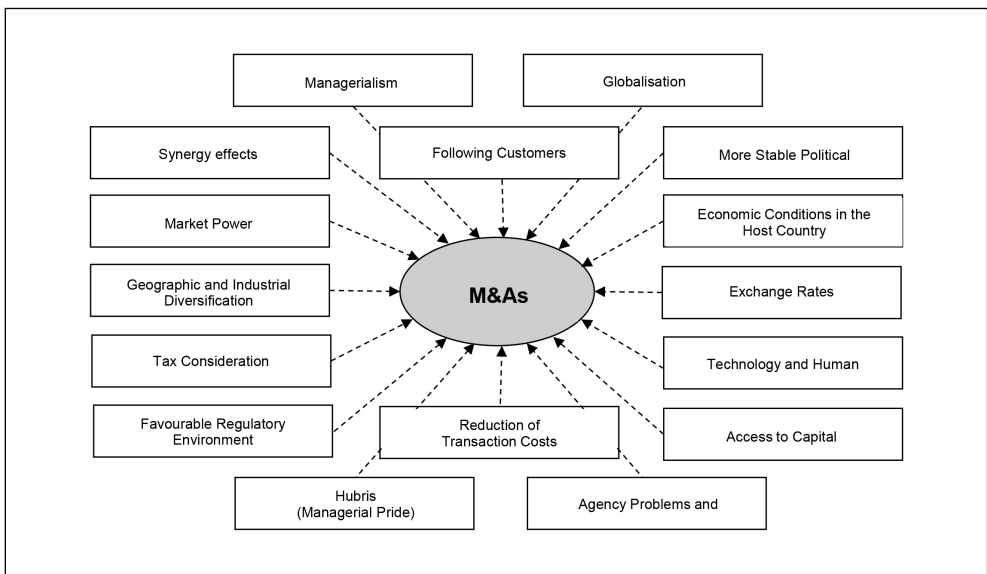 Managerialism
Globalisation
Synergy effects
Following Customers
More Stable Political
Market Power
Economic Conditions in the
Host Country
Geographic and Industrial
Diversification
M&As
Exchange Rates
Tax Consideration
Technology and Human
Favourable Regulatory
Environment
Reduction of
Transaction Costs
Access to Capital
Hubris
(Managerial Pride)
Agency Problems and